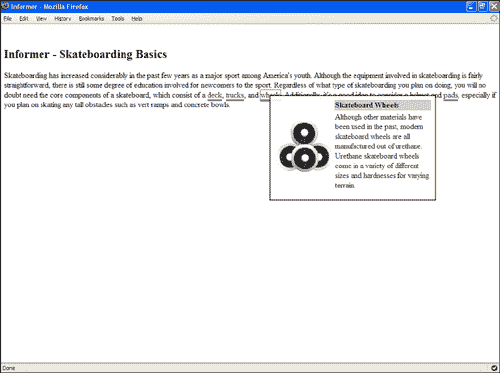 Informer - Mozilla Firefox
File Edit View History Bookmarks Tools Help
Informer - Skateboarding Basics
Skateboarding has increased considerably in the past few years as a major sport among America's youth. Although the equipment involved in skateboarding is fairly
straightforward, there is still some degree of education involved for newcomers to the sport. Regardless of what type of skateboarding you plan on doing, you will no
doubt need the core components of a skateboard, which consist of a deck, trucks, and wheels. Additionally, it's a good idea to consider a helmet and pads, especially if
you plan on skating any tall obstacles such as vert ramps and concrete bowls.
Skateboard Wheels
Although other materials have
been used in the past, modern
skateboard wheels are all
manufactured out of urethane.
Urethane skateboard wheels
come in a variety of different
sizes and hardnesses for varying
terrain.
Done